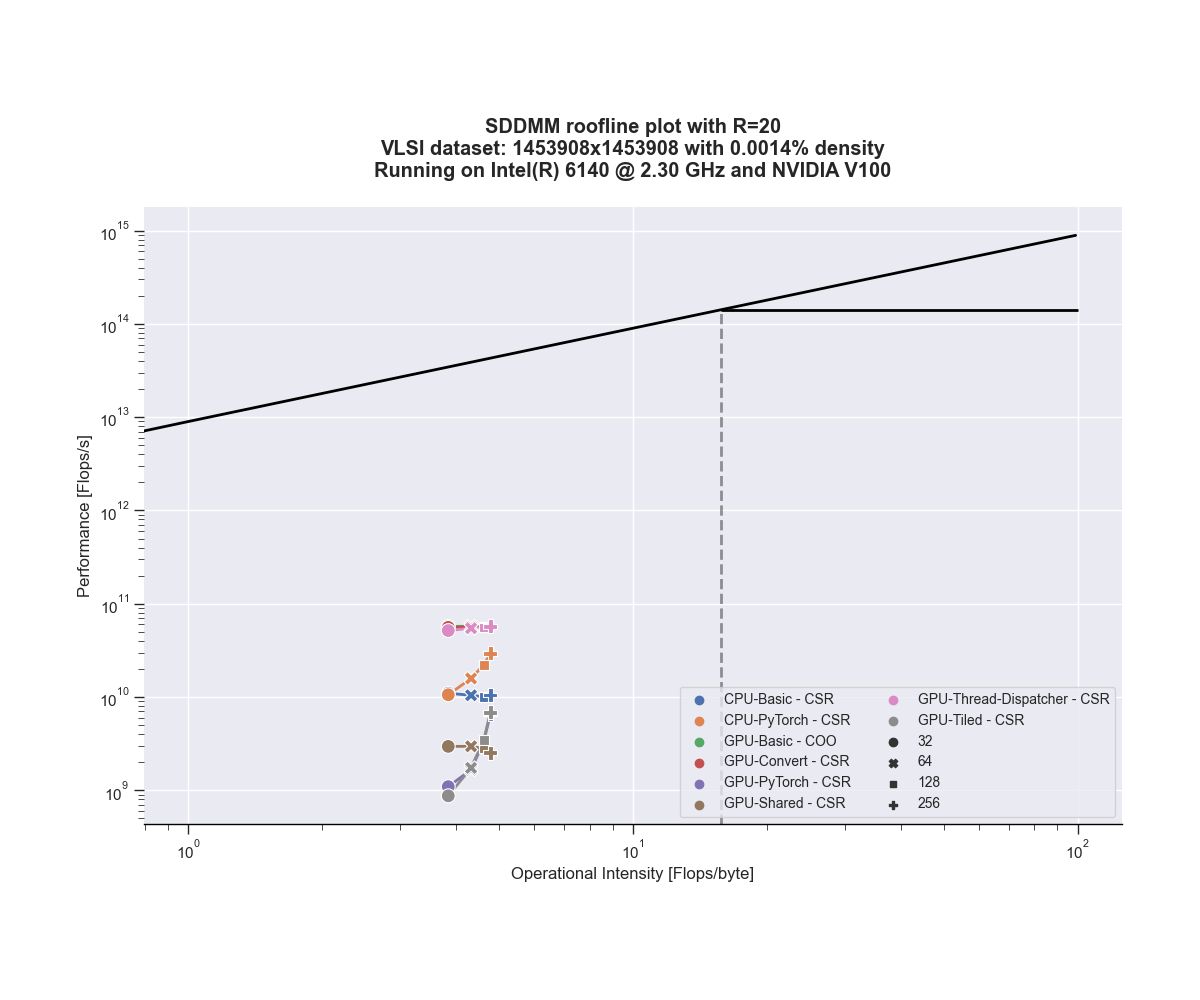 SDDMM roofline plot with R=20
VLSI dataset: 1453908x1453908 with 0.0014% density
Running on Intel(R) 6140 @ 2.30 GHz and NVIDIA V100
Performance [Flops/s]
10^15
10^14
10^13
10^12
10^11
10^10
10^9
CPU-Basic - CSR
CPU-PyTorch - CSR
GPU-Basic - COO
GPU-Convert - CSR
GPU-PyTorch - CSR
GPU-Shared - CSR
GPU-Thread-Dispatcher - CSR
GPU-Tiled - CSR
32
64
128
256
10^0
10^1
10^2
Operational Intensity [Flops/byte]